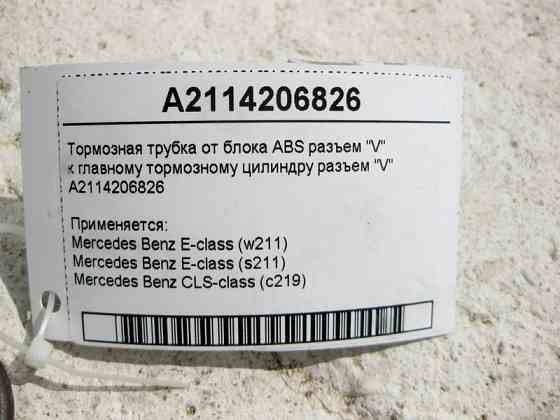 A2114206826
Тормозная трубка от блока ABS разъем "V"
к главному тормозному цилиндру разъем "V"
A2114206826
Применяется:
Mercedes Benz E-class (w211)
Mercedes Benz E-class (s211)
Mercedes Benz CLS-class (c219)